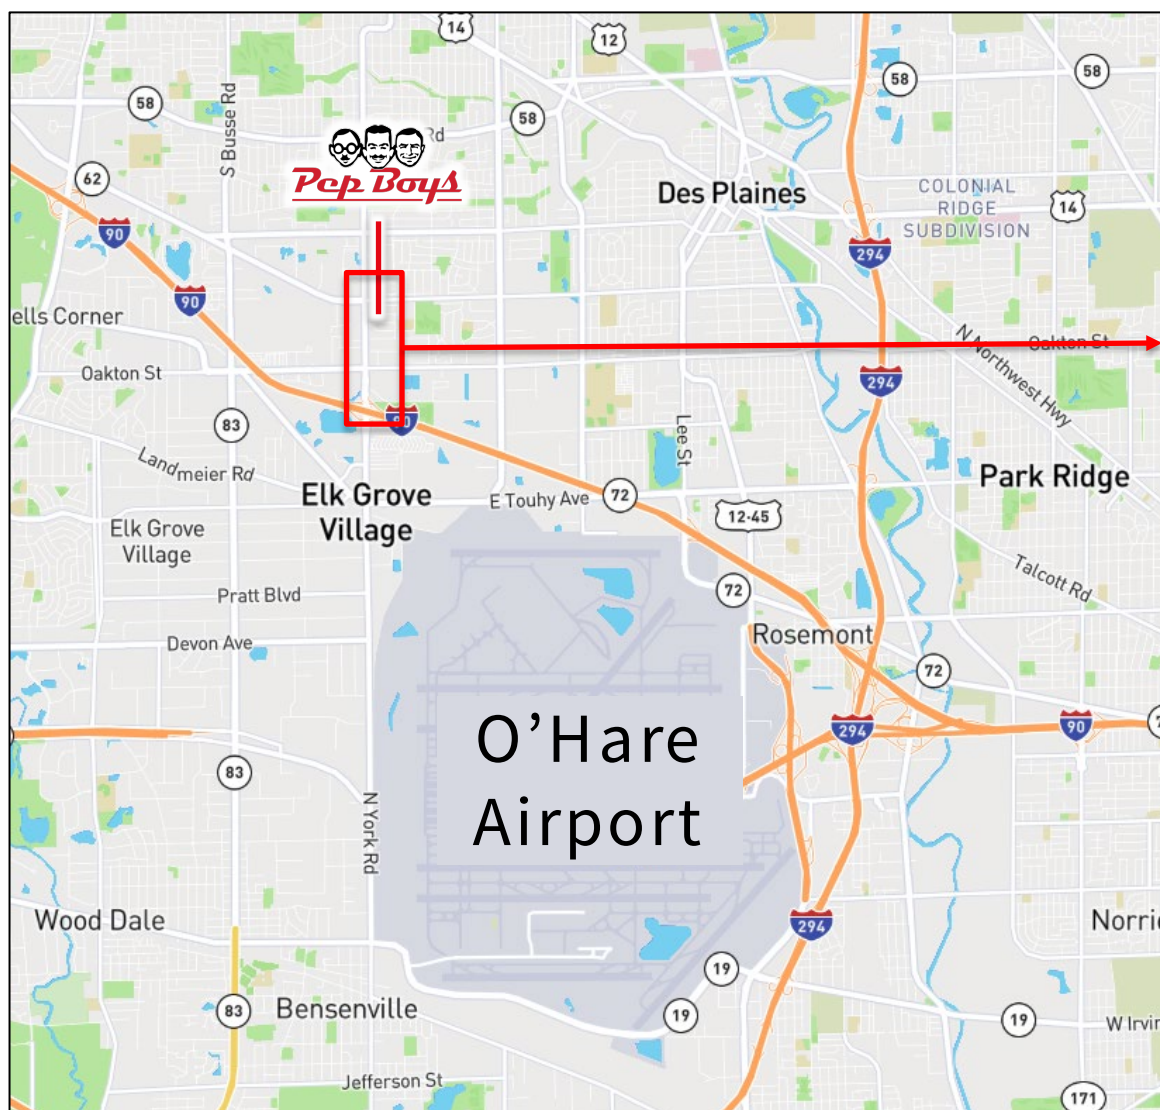 14
12
58
58
58
58
S Busse Rd
Rd
62
Pep Boys
Des Plaines
COLONIAL
RIDGE
SUBDIVISION
14
90
294
90
ells Corner
N Northwest Hwy
Oakton St
Oakton St
294
90
83
Lee St
Landmeier Rd
Park Ridge
Elk Grove
Village
E Touhy Ave
72
12-45
Elk Grove
Village
Talcott Rd
72
Pratt Blvd
Rosemont
Devon Ave
72
O’Hare
Airport
294
90
7
83
N York Rd
Wood Dale
294
Norri
19
83
Bensenville
19
19
W Irvin
Jefferson St
171